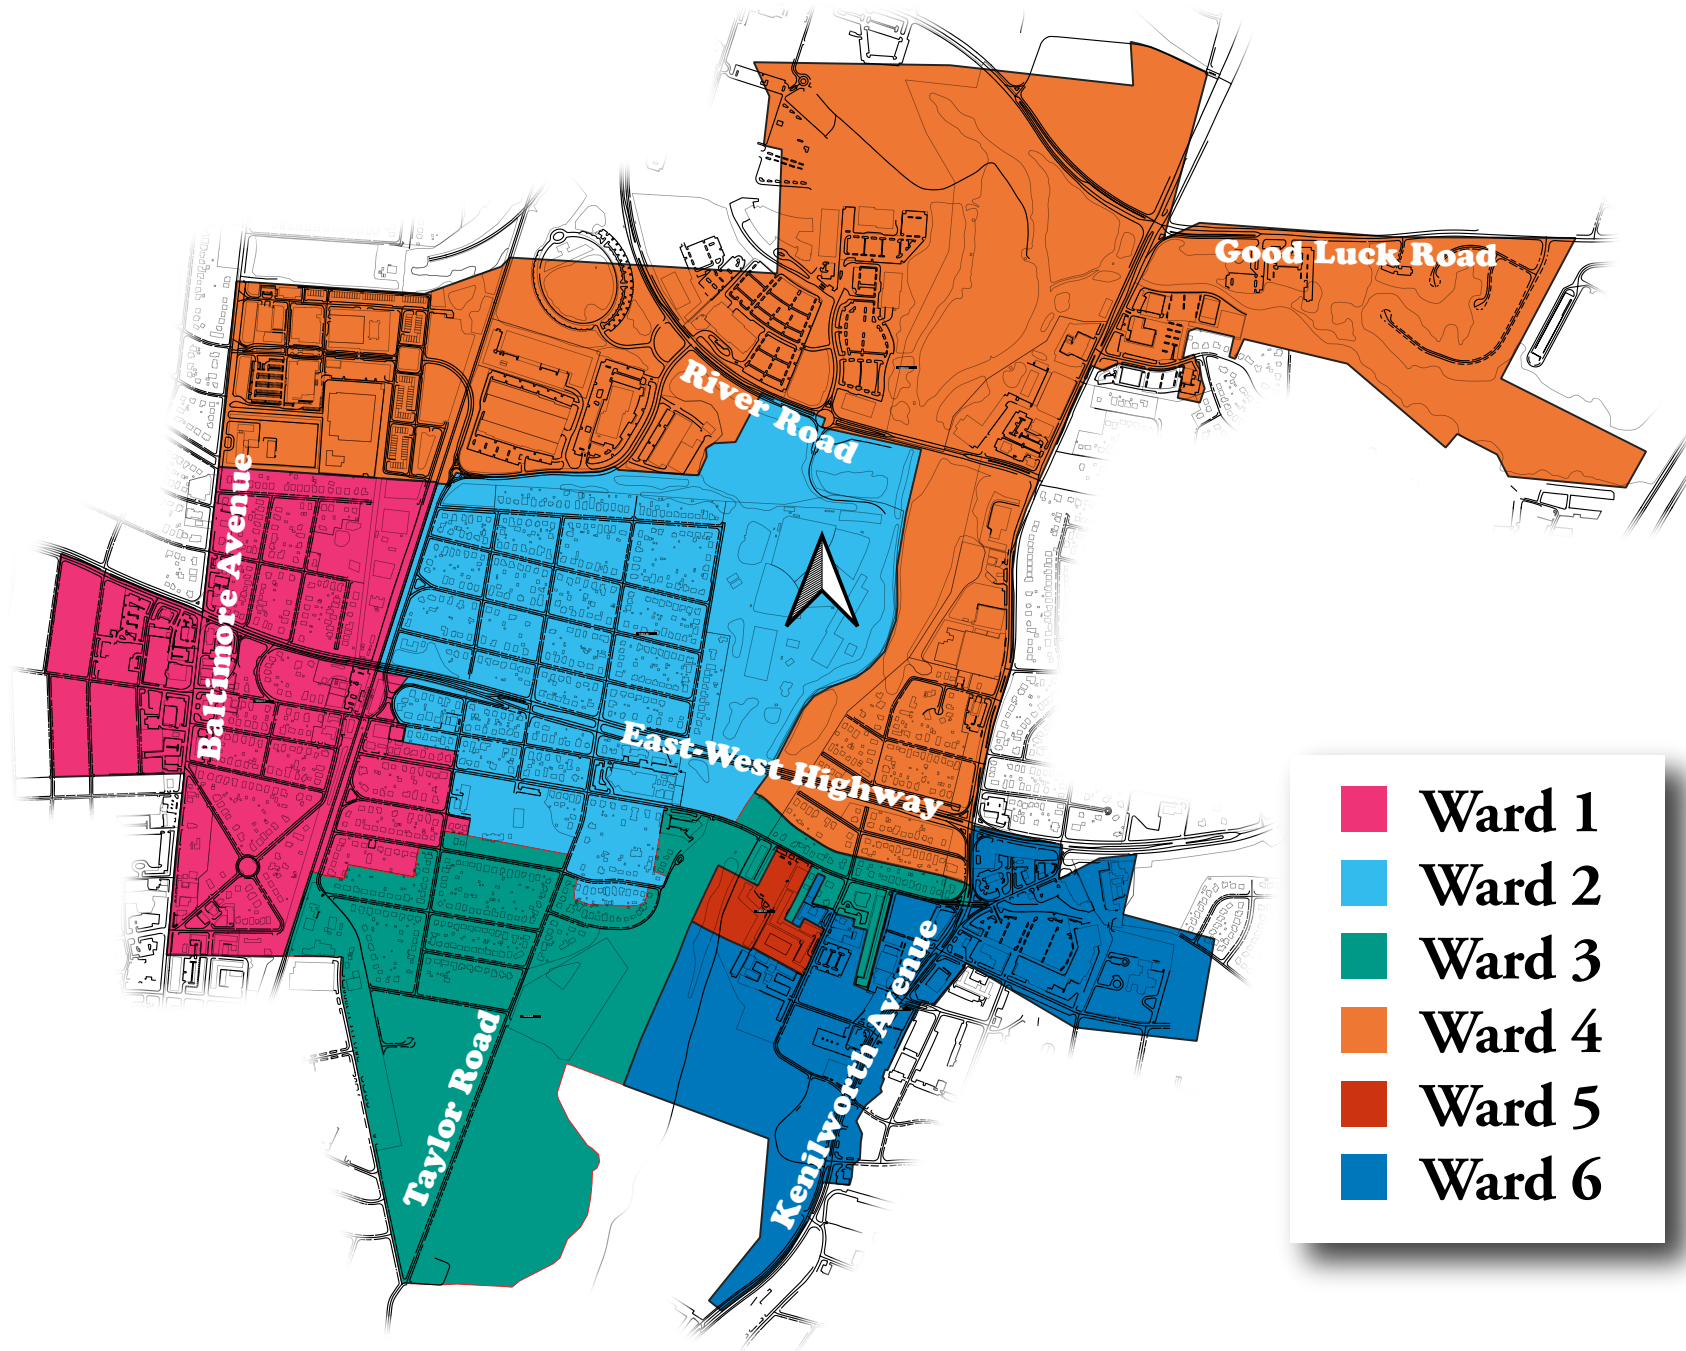 Good Luck Road
River Road
Baltimore Avenue
East-West Highway
Taylor Road
Kenilworth Avenue
Ward 1
Ward 2
Ward 3
Ward 4
Ward 5
Ward 6